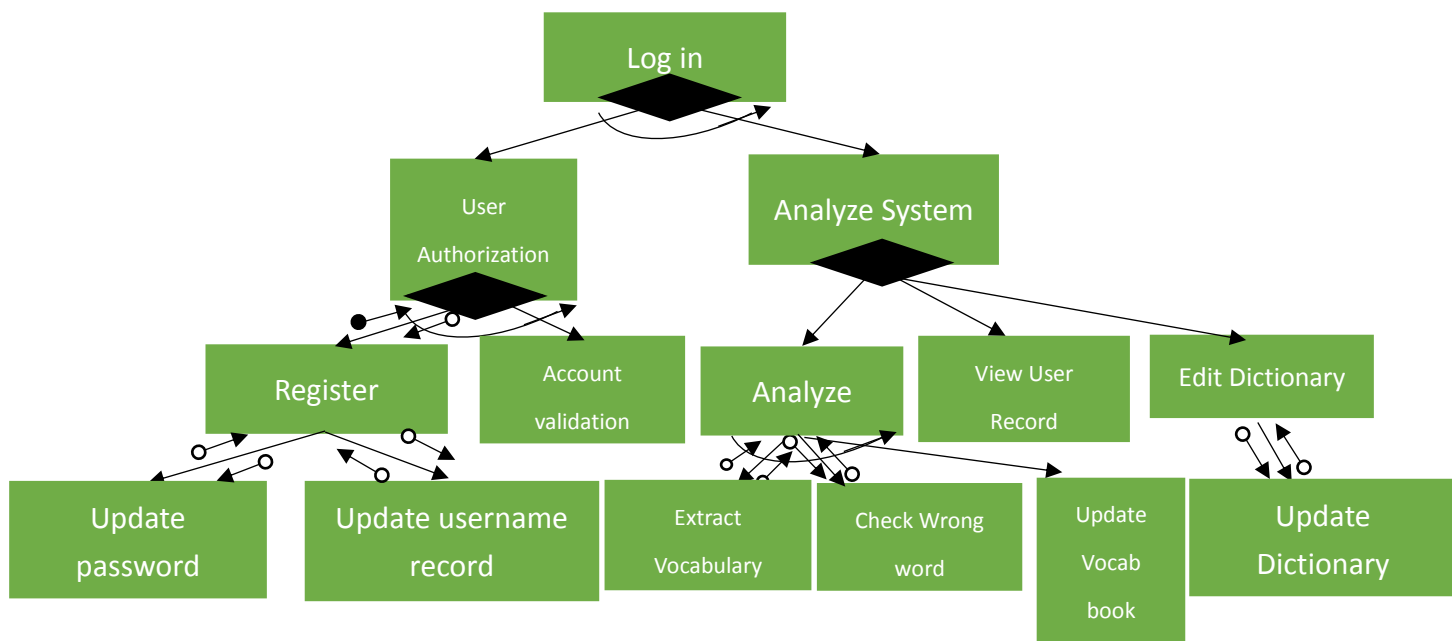 Log in
User
Authorization
Analyze System
Register
Account
validation
Analyze
View User
Record
Edit Dictionary
Update
password
Update username
record
Extract
Vocabulary
Check Wrong
word
Update
Vocab
book
Update
Dictionary